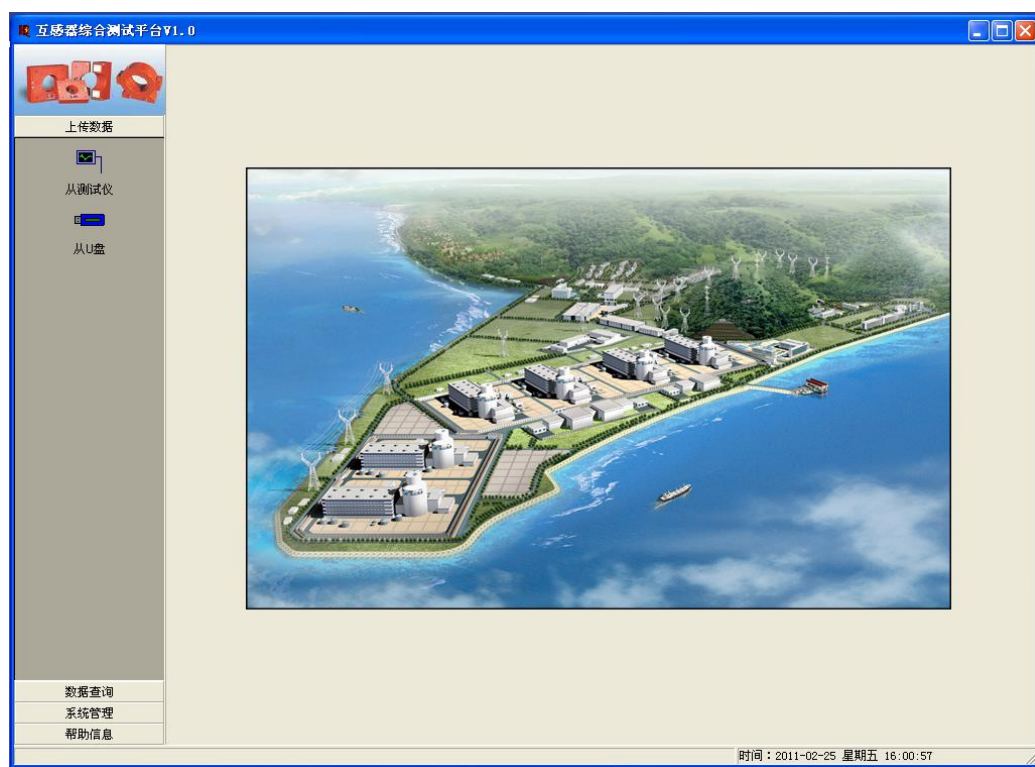 互感器综合测试平台V1.0
上传数据
从测试仪
从U盘
数据查询
系统管理
帮助信息
时间：2011-02-25 星期五 16:00:57